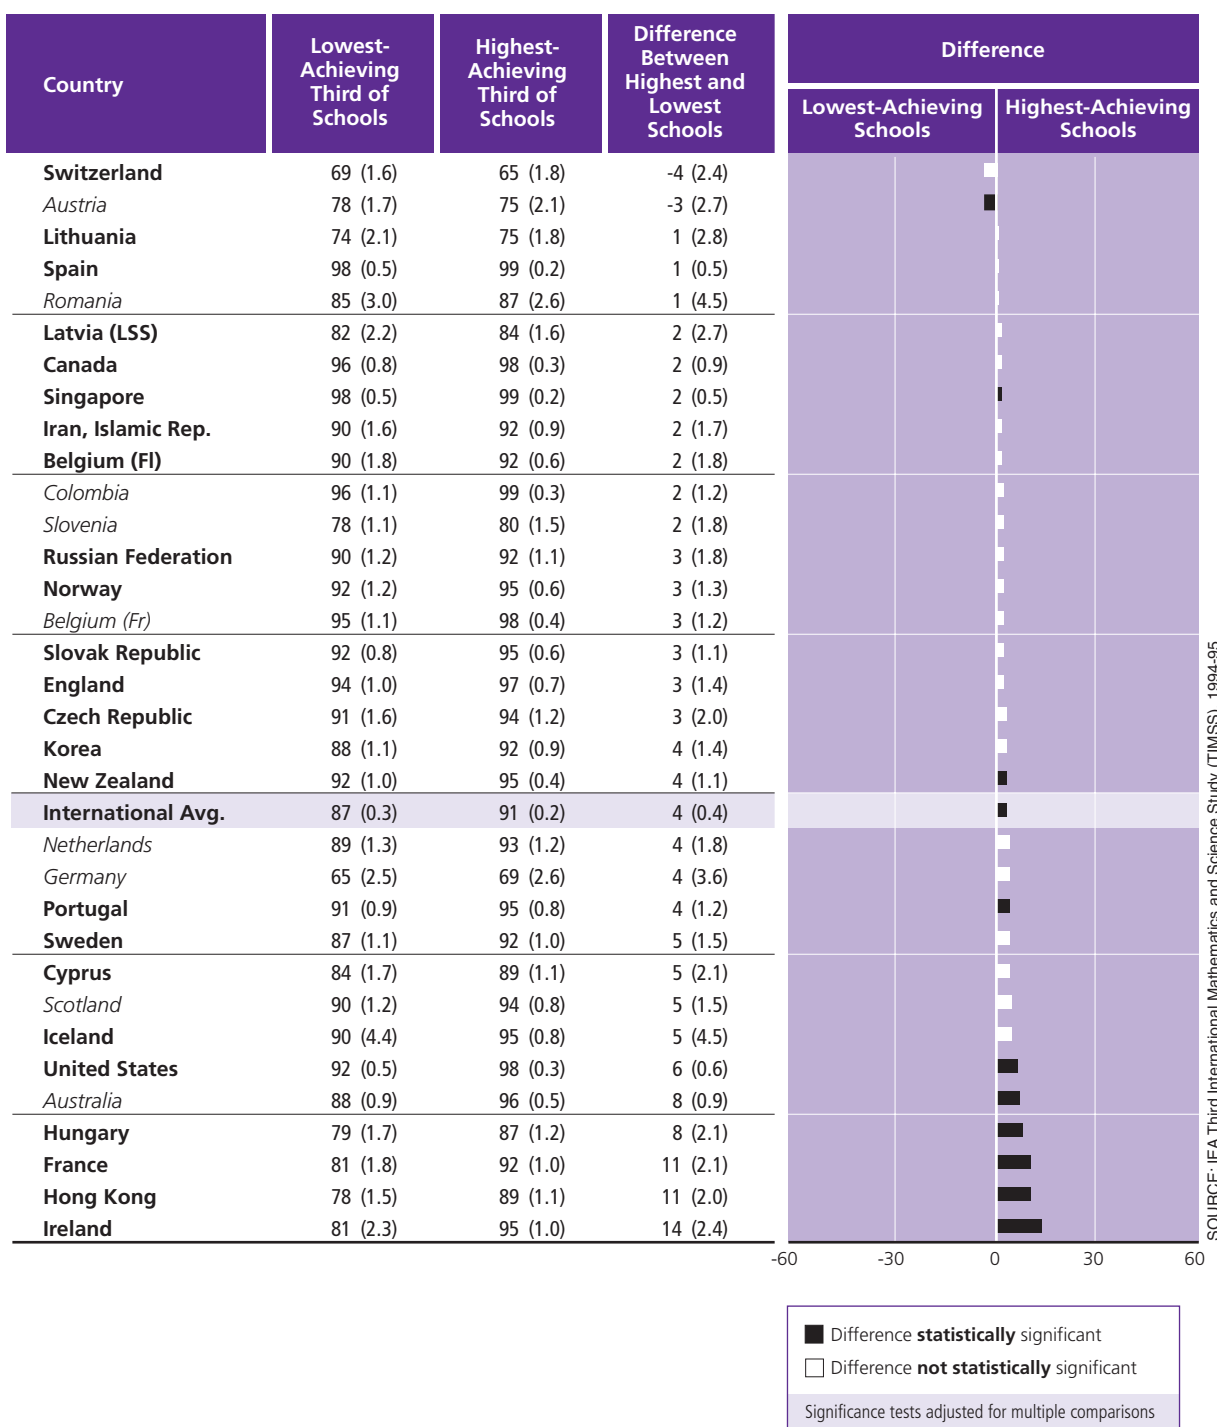 Country
Lowest-
Achieving
Third of
Schools
Highest-
Achieving
Third of
Schools
Difference
Between
Highest and
Lowest
Schools
Difference
Lowest-Achieving
Schools
Highest-Achieving
Schools
Switzerland 69 (1.6) 65 (1.8) -4 (2.4)
Austria 78 (1.7) 75 (2.1) -3 (2.7)
Lithuania 74 (2.1) 75 (1.8) 1 (2.8)
Spain 98 (0.5) 99 (0.2) 1 (0.5)
Romania 85 (3.0) 87 (2.6) 1 (4.5)
Latvia (LSS) 82 (2.2) 84 (1.6) 2 (2.7)
Canada 96 (0.8) 98 (0.3) 2 (0.9)
Singapore 98 (0.5) 99 (0.2) 2 (0.5)
Iran, Islamic Rep. 90 (1.6) 92 (0.9) 2 (1.7)
Belgium (Fl) 90 (1.8) 92 (0.6) 2 (1.8)
Colombia 96 (1.1) 99 (0.3) 2 (1.2)
Slovenia 78 (1.1) 80 (1.5) 2 (1.8)
Russian Federation 90 (1.2) 92 (1.1) 3 (1.8)
Norway 92 (1.2) 95 (0.6) 3 (1.3)
Belgium (Fr) 95 (1.1) 98 (0.4) 3 (1.2)
Slovak Republic 92 (0.8) 95 (0.6) 3 (1.1)
England 94 (1.0) 97 (0.7) 3 (1.4)
Czech Republic 91 (1.6) 94 (1.2) 3 (2.0)
Korea 88 (1.1) 92 (0.9) 4 (1.4)
New Zealand 92 (1.0) 95 (0.4) 4 (1.1)
International Avg. 87 (0.3) 91 (0.2) 4 (0.4)
Netherlands 89 (1.3) 93 (1.2) 4 (1.8)
Germany 65 (2.5) 69 (2.6) 4 (3.6)
Portugal 91 (0.9) 95 (0.8) 4 (1.2)
Sweden 87 (1.1) 92 (1.0) 5 (1.5)
Cyprus 84 (1.7) 89 (1.1) 5 (2.1)
Scotland 90 (1.2) 94 (0.8) 5 (1.5)
Iceland 90 (4.4) 95 (0.8) 5 (4.5)
United States 92 (0.5) 98 (0.3) 6 (0.6)
Australia 88 (0.9) 96 (0.5) 8 (0.9)
Hungary 79 (1.7) 87 (1.2) 8 (2.1)
France 81 (1.8) 92 (1.0) 11 (2.1)
Hong Kong 78 (1.5) 89 (1.1) 11 (2.0)
Ireland 81 (2.3) 95 (1.0) 14 (2.4)
-60 -30 0 30 60
Difference statistically significant
Difference not statistically significant
Significance tests adjusted for multiple comparisons
SOURCE: IEA Third International Mathematics and Science Study (TIMSS), 1994-95